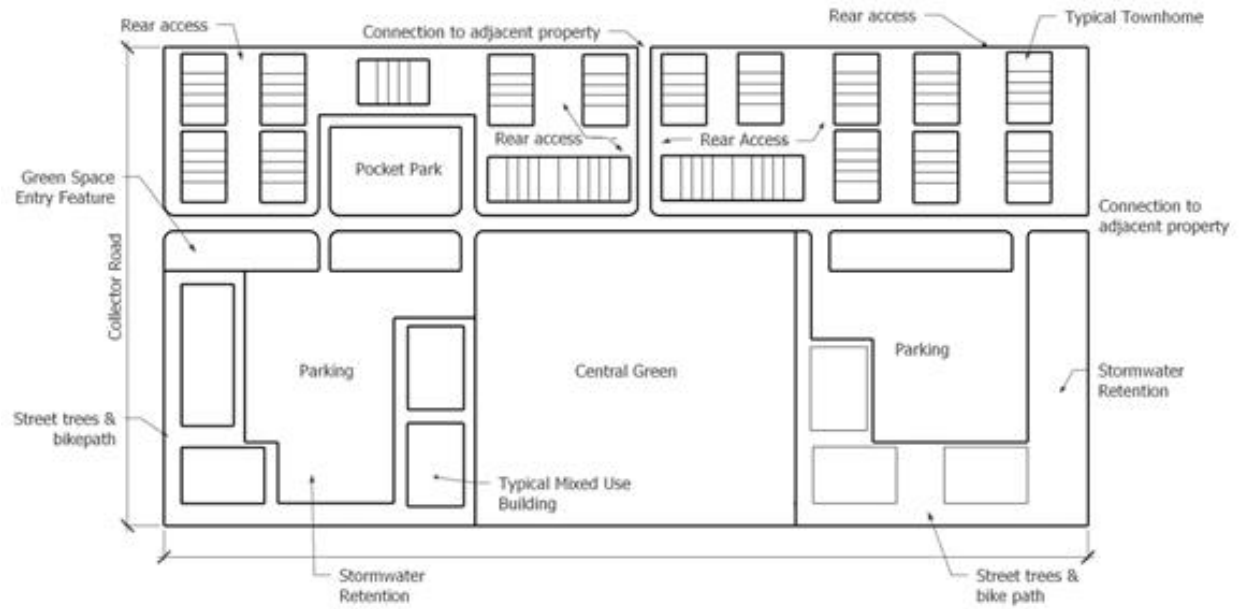 Rear access
Connection to adjacent property
Rear access
Typical Townhome
Rear access
Rear Access
Pocket Park
Green Space
Entry Feature
Connection to
adjacent property
Collector Road
Parking
Central Green
Parking
Stormwater
Retention
Street trees &
bikepath
Typical Mixed Use
Building
Stormwater
Retention
Street trees &
bike path